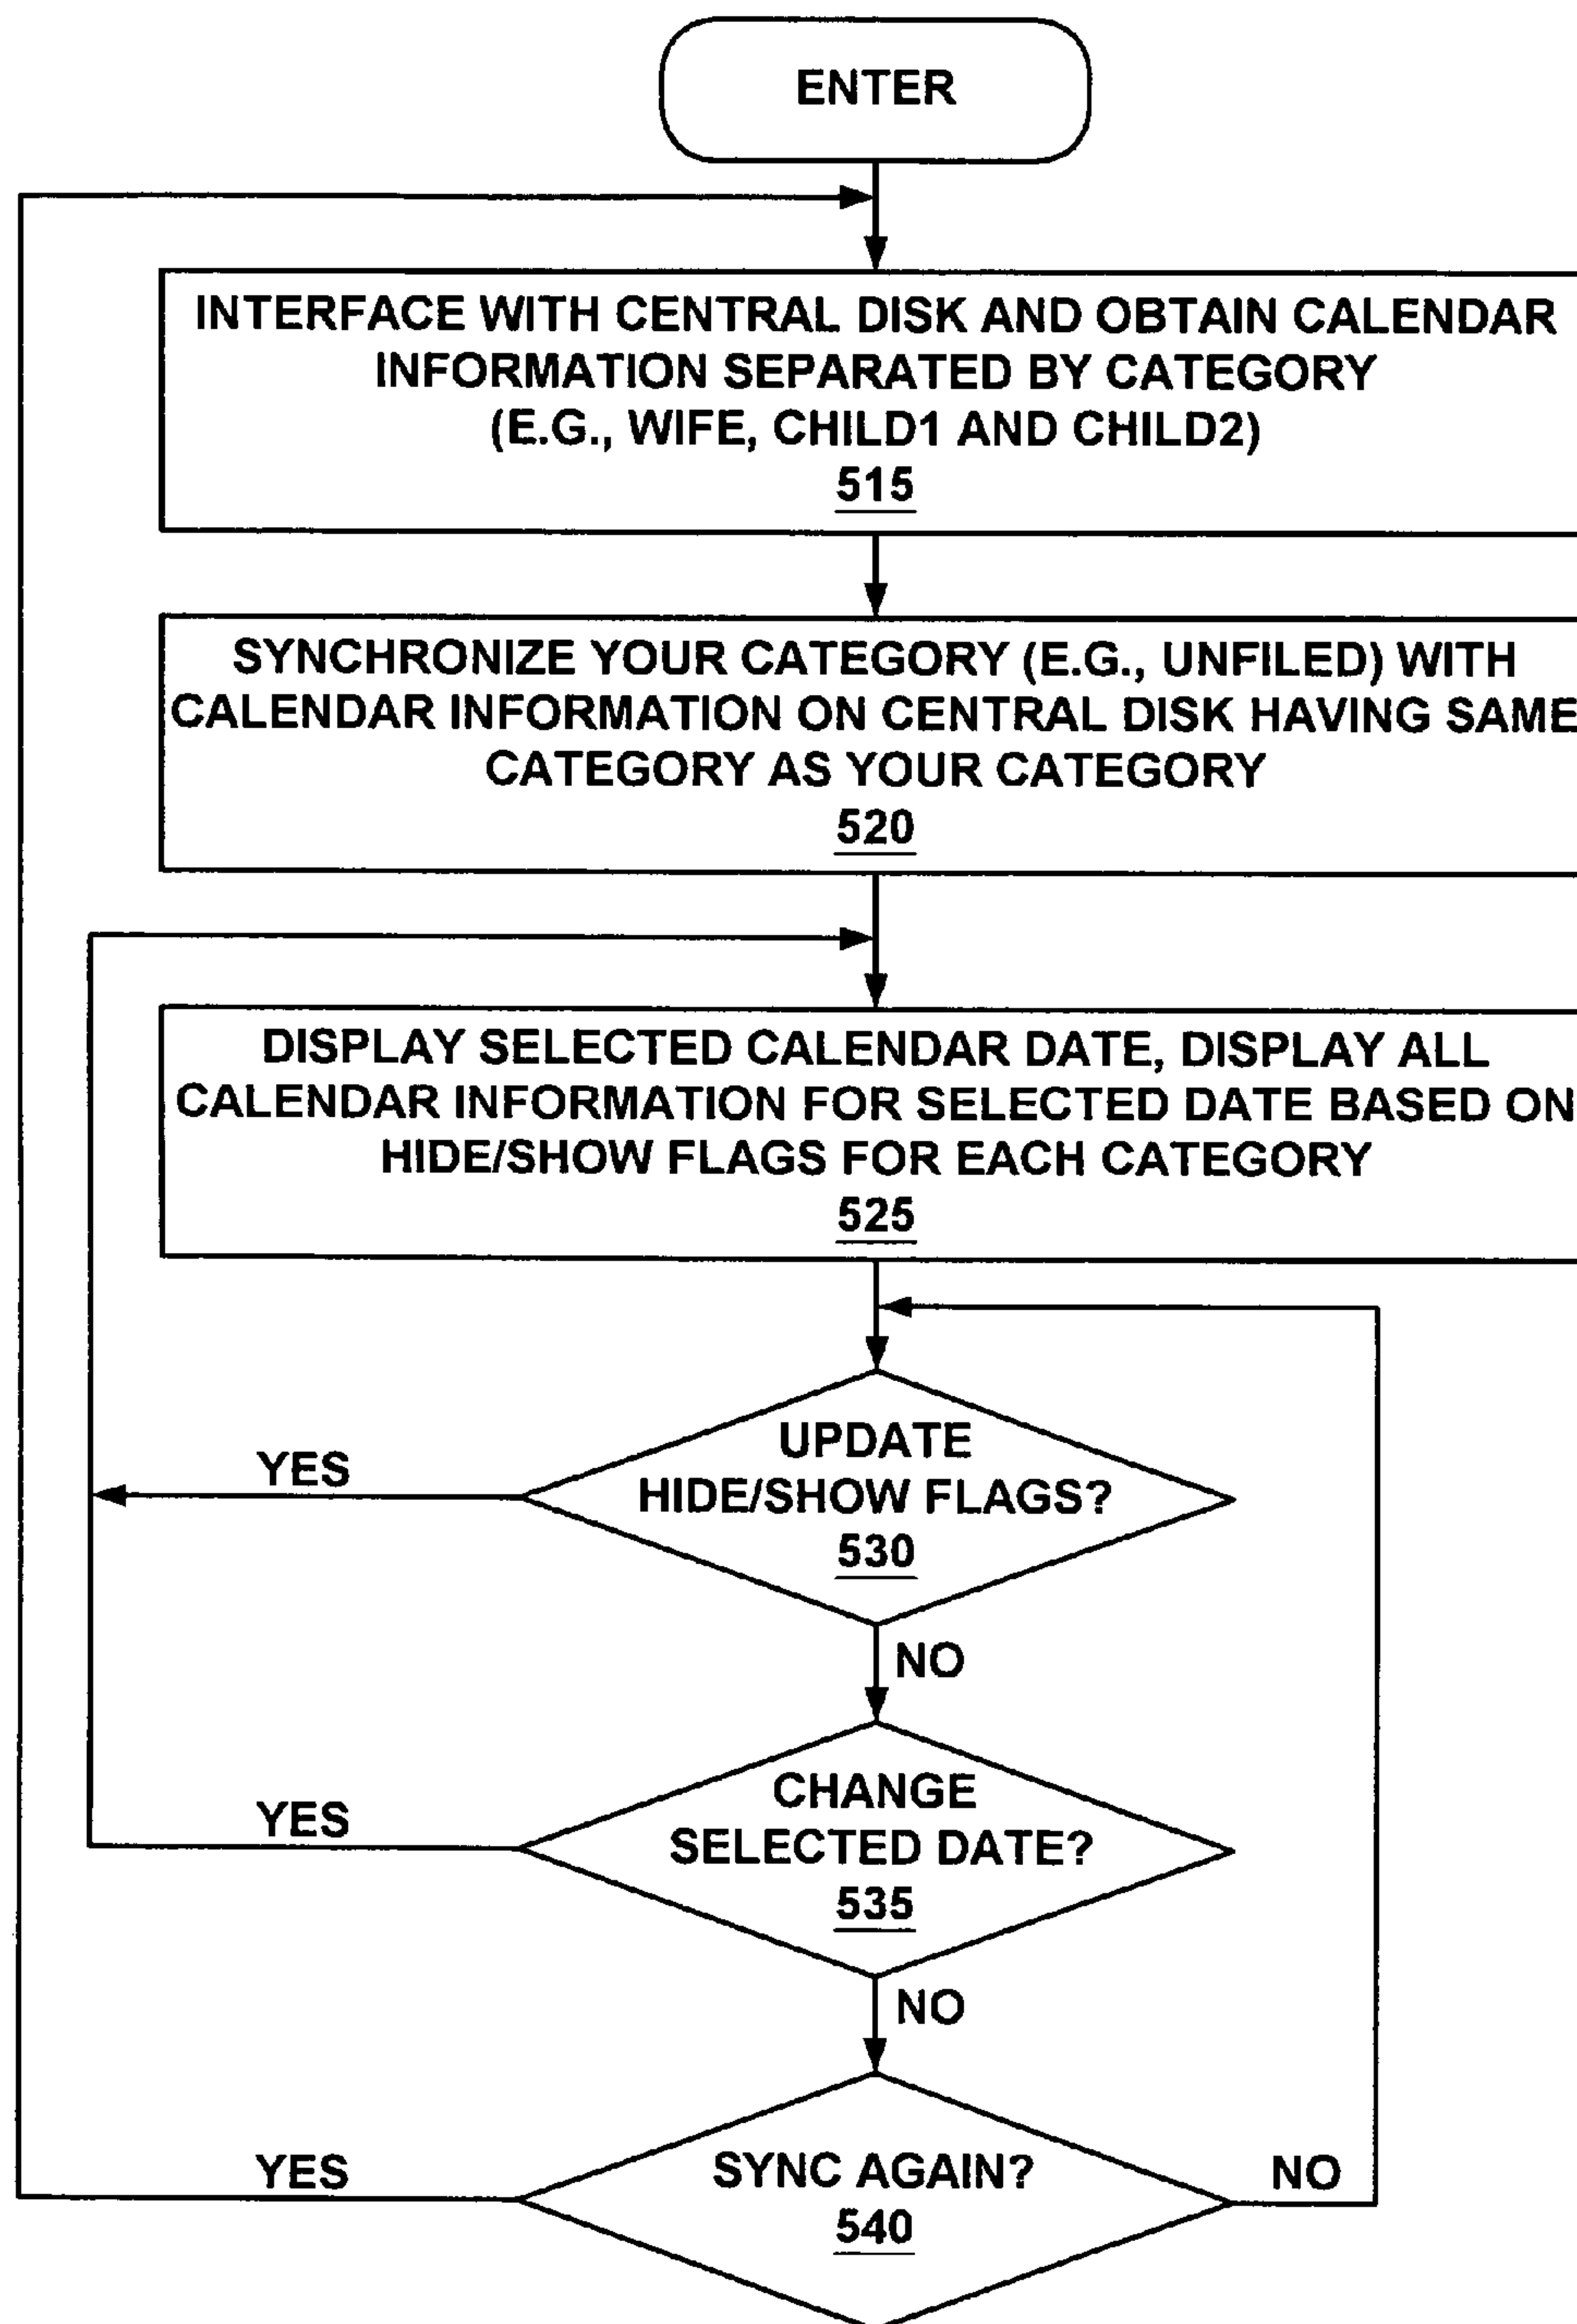 ENTER
INTERFACE WITH CENTRAL DISK AND OBTAIN CALENDAR
INFORMATION SEPARATED BY CATEGORY
(E.G., WIFE, CHILD1 AND CHILD2)
515
SYNCHRONIZE YOUR CATEGORY (E.G., UNFILED) WITH
CALENDAR INFORMATION ON CENTRAL DISK HAVING SAME
CATEGORY AS YOUR CATEGORY
520
DISPLAY SELECTED CALENDAR DATE, DISPLAY ALL
CALENDAR INFORMATION FOR SELECTED DATE BASED ON
HIDE/SHOW FLAGS FOR EACH CATEGORY
525
UPDATE
YES
HIDE/SHOW FLAGS?
530
NO
CHANGE
YES
SELECTED DATE?
535
NO
YES
SYNC AGAIN?
NO
540